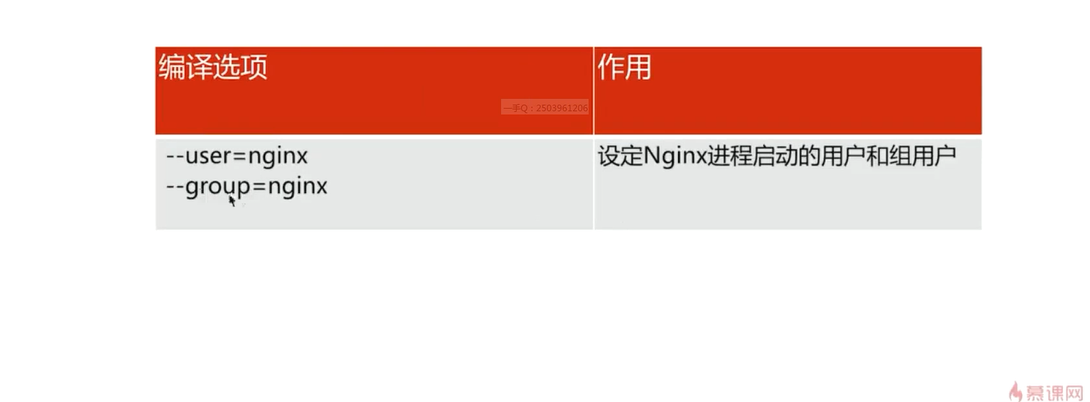 编译选项
作用
一手Q：2503961206
--user=nginx
--group=nginx
设定Nginx进程启动的用户和组用户
慕课网